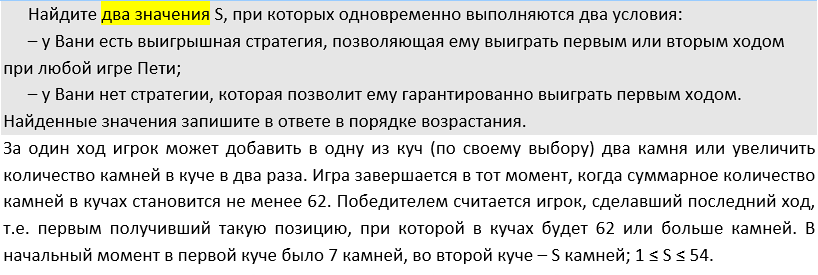 Найдите два значения S, при которых одновременно выполняются два условия:
– у Вани есть выигрышная стратегия, позволяющая ему выиграть первым или вторым ходом
при любой игре Пети;
– у Вани нет стратегии, которая позволит ему гарантированно выиграть первым ходом.
Найденные значения запишите в ответе в порядке возрастания.
За один ход игрок может добавить в одну из куч (по своему выбору) два камня или увеличить
количество камней в куче в два раза. Игра завершается в тот момент, когда суммарное количество
камней в кучах становится не менее 62. Победителем считается игрок, сделавший последний ход,
т.е. первым получивший такую позицию, при которой в кучах будет 62 или больше камней. В
начальный момент в первой куче было 7 камней, во второй куче – S камней; 1 ≤ S ≤ 54.